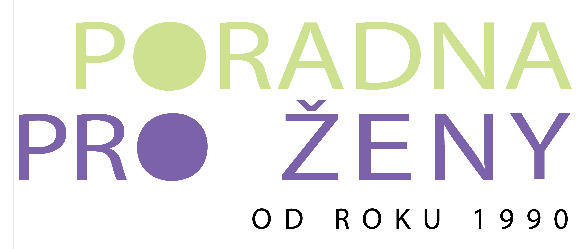 PORADNA
PRO ŽENY
OD ROKU 1990